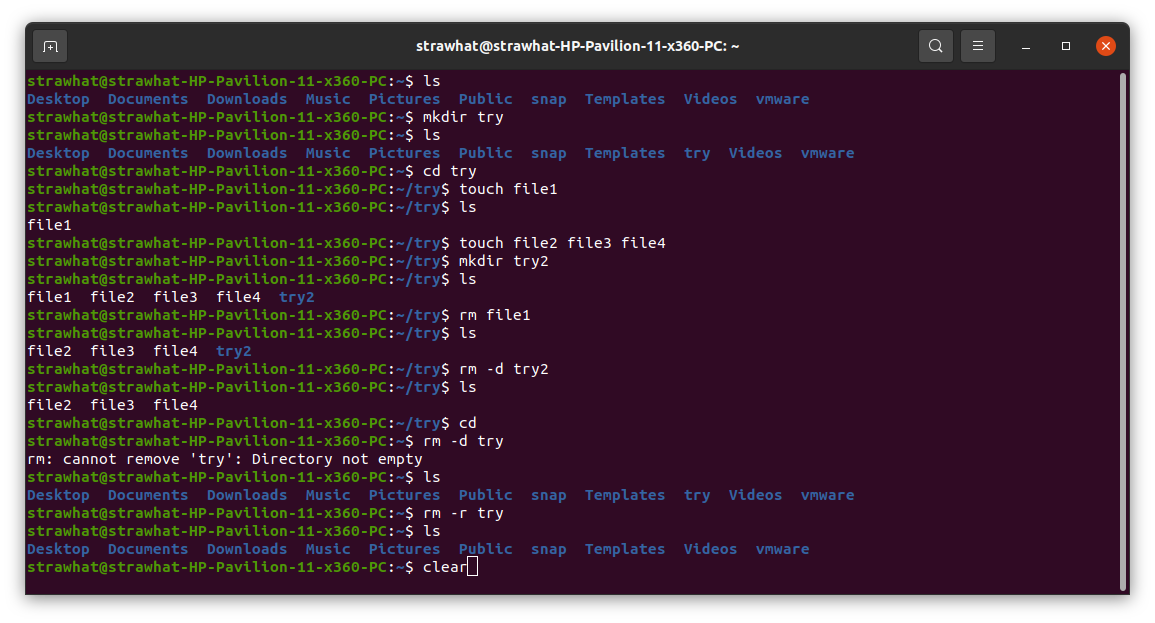 strawhat@strawhat-HP-Pavilion-11-x360-PC: ~
strawhat@strawhat-HP-Pavilion-11-x360-PC:~$ ls
Desktop  Documents  Downloads  Music  Pictures  Public  snap  Templates  Videos  vmware
strawhat@strawhat-HP-Pavilion-11-x360-PC:~$ mkdir try
strawhat@strawhat-HP-Pavilion-11-x360-PC:~$ ls
Desktop  Documents  Downloads  Music  Pictures  Public  snap  Templates  try  Videos  vmware
strawhat@strawhat-HP-Pavilion-11-x360-PC:~$ cd try
strawhat@strawhat-HP-Pavilion-11-x360-PC:~/try$ touch file1
strawhat@strawhat-HP-Pavilion-11-x360-PC:~/try$ ls
file1
strawhat@strawhat-HP-Pavilion-11-x360-PC:~/try$ touch file2 file3 file4
strawhat@strawhat-HP-Pavilion-11-x360-PC:~/try$ mkdir try2
strawhat@strawhat-HP-Pavilion-11-x360-PC:~/try$ ls
file1  file2  file3  file4  try2
strawhat@strawhat-HP-Pavilion-11-x360-PC:~/try$ rm file1
strawhat@strawhat-HP-Pavilion-11-x360-PC:~/try$ ls
file2  file3  file4  try2
strawhat@strawhat-HP-Pavilion-11-x360-PC:~/try$ rm -d try2
strawhat@strawhat-HP-Pavilion-11-x360-PC:~/try$ ls
file2  file3  file4
strawhat@strawhat-HP-Pavilion-11-x360-PC:~/try$ cd
strawhat@strawhat-HP-Pavilion-11-x360-PC:~$ rm -d try
rm: cannot remove 'try': Directory not empty
strawhat@strawhat-HP-Pavilion-11-x360-PC:~$ ls
Desktop  Documents  Downloads  Music  Pictures  Public  snap  Templates  try  Videos  vmware
strawhat@strawhat-HP-Pavilion-11-x360-PC:~$ rm -r try
strawhat@strawhat-HP-Pavilion-11-x360-PC:~$ ls
Desktop  Documents  Downloads  Music  Pictures  Public  snap  Templates  Videos  vmware
strawhat@strawhat-HP-Pavilion-11-x360-PC:~$ clear